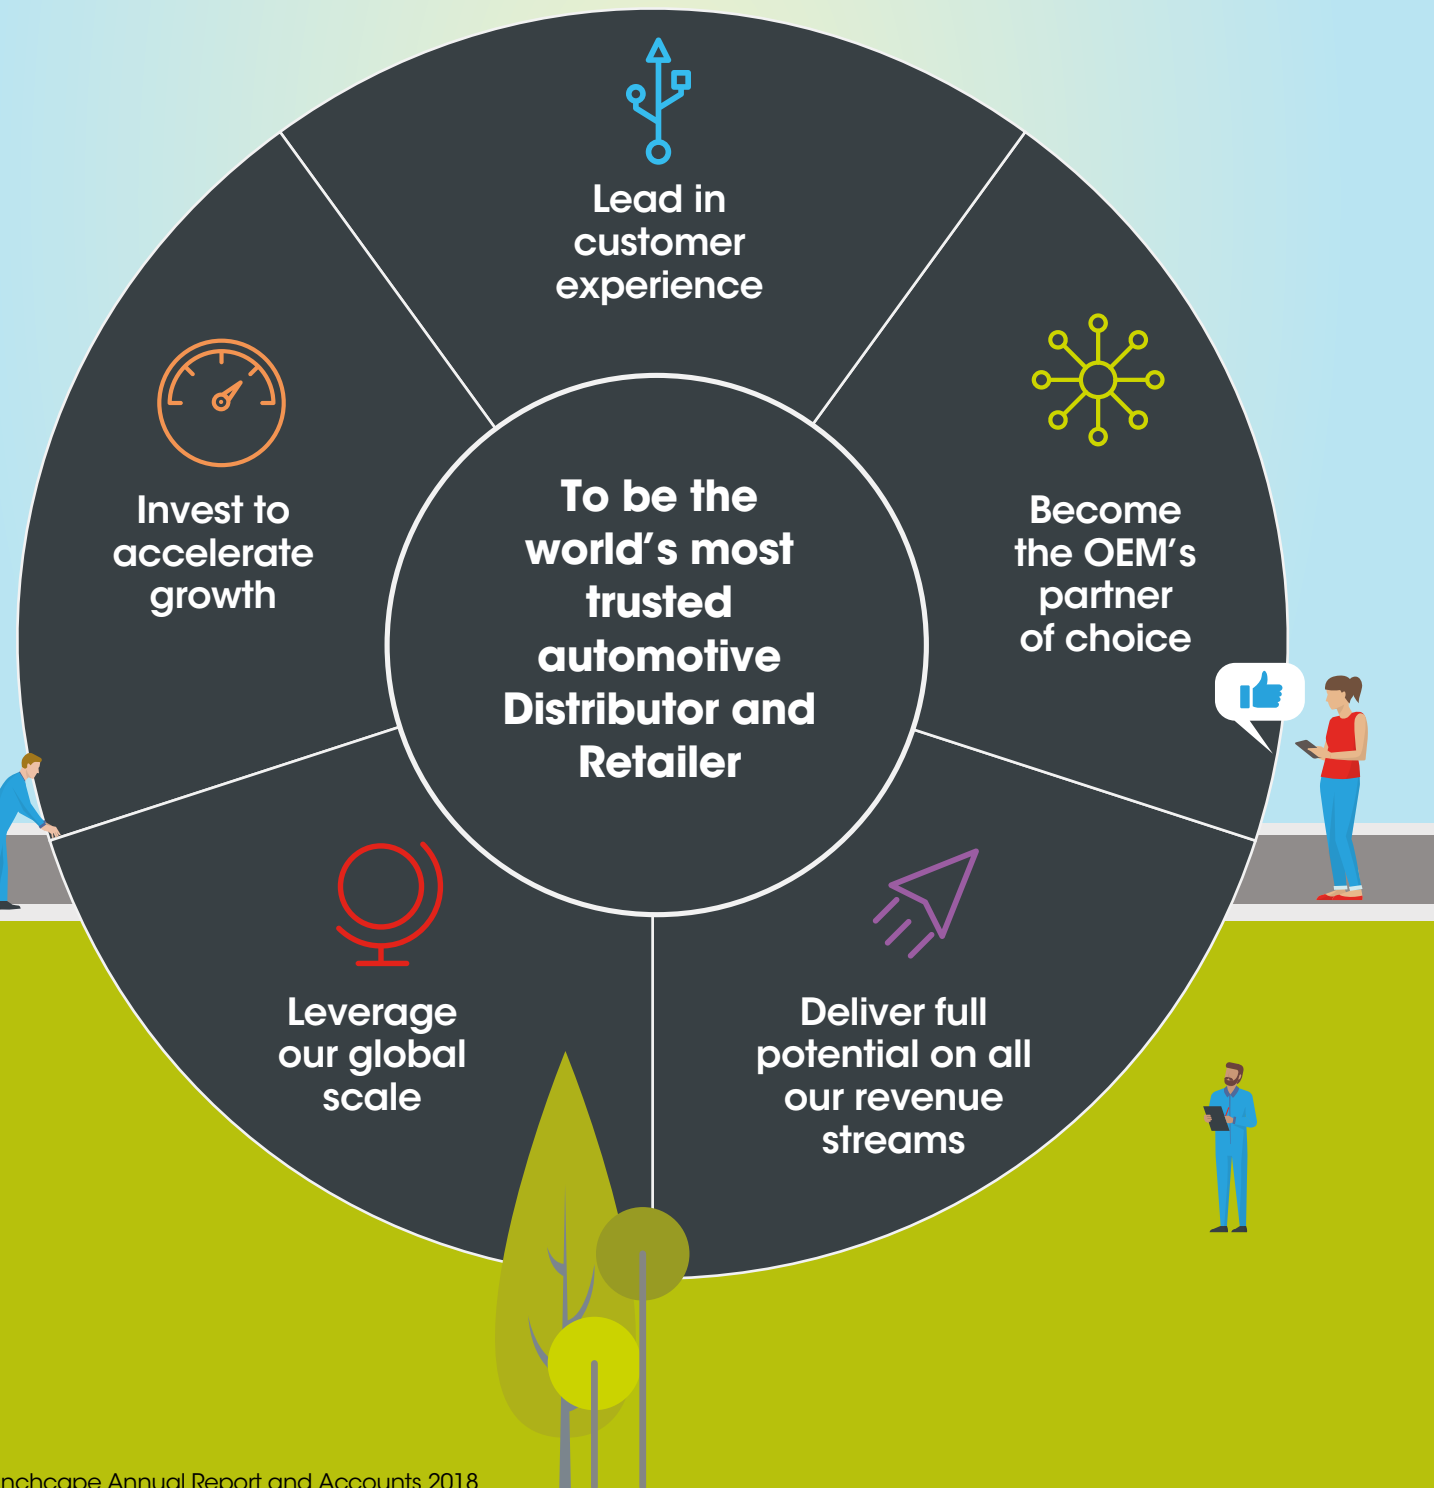 Lead in
customer
experience
Become
the OEM's
partner
of choice
Deliver full
potential on all
our revenue
streams
Leverage
our global
scale
Invest to
accelerate
growth
To be the
world's most
trusted
automotive
Distributor and
Retailer
nchcape Annual Report and Accounts 2018